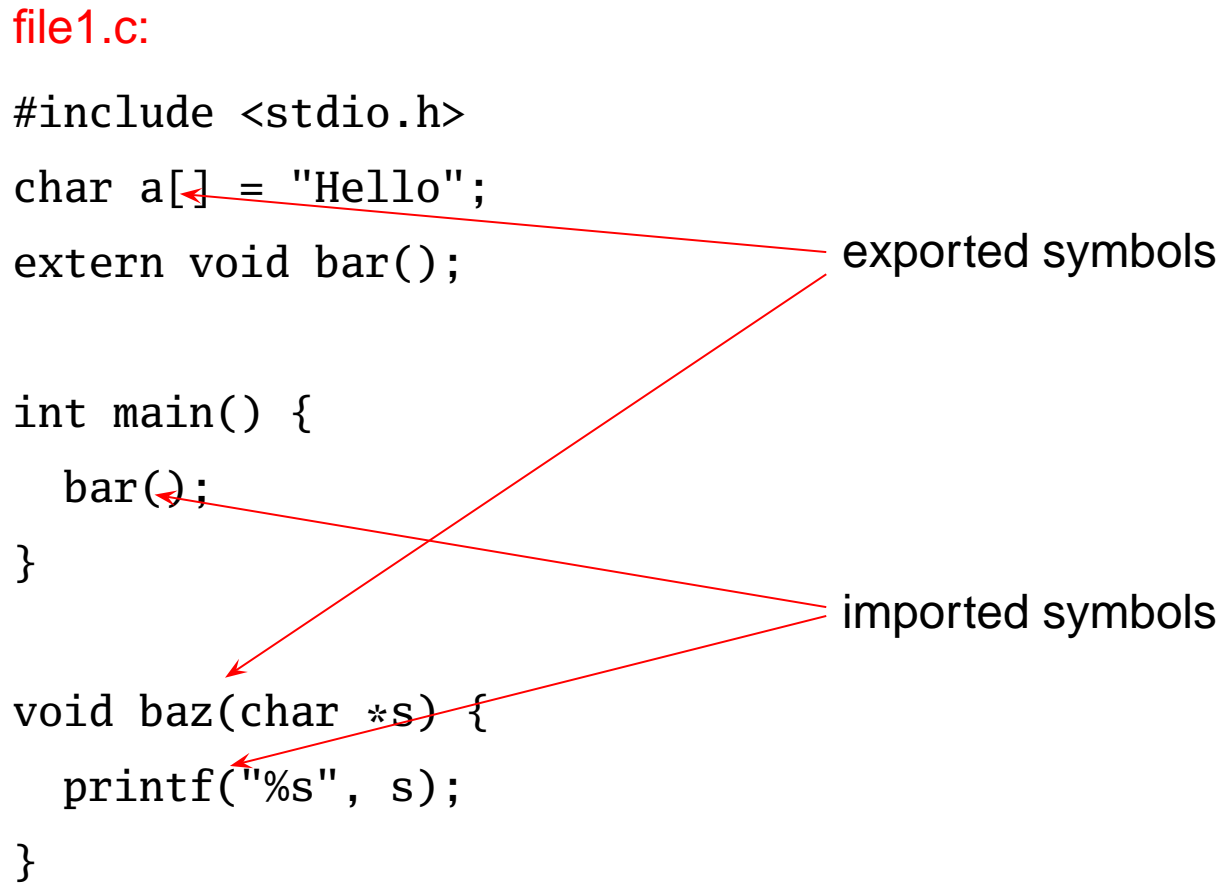 file1.c:
#include <stdio.h>
char a[] = "Hello";
extern void bar();
exported symbols
int main() {
  bar();
}
imported symbols
void baz(char *s) {
  printf("%s", s);
}